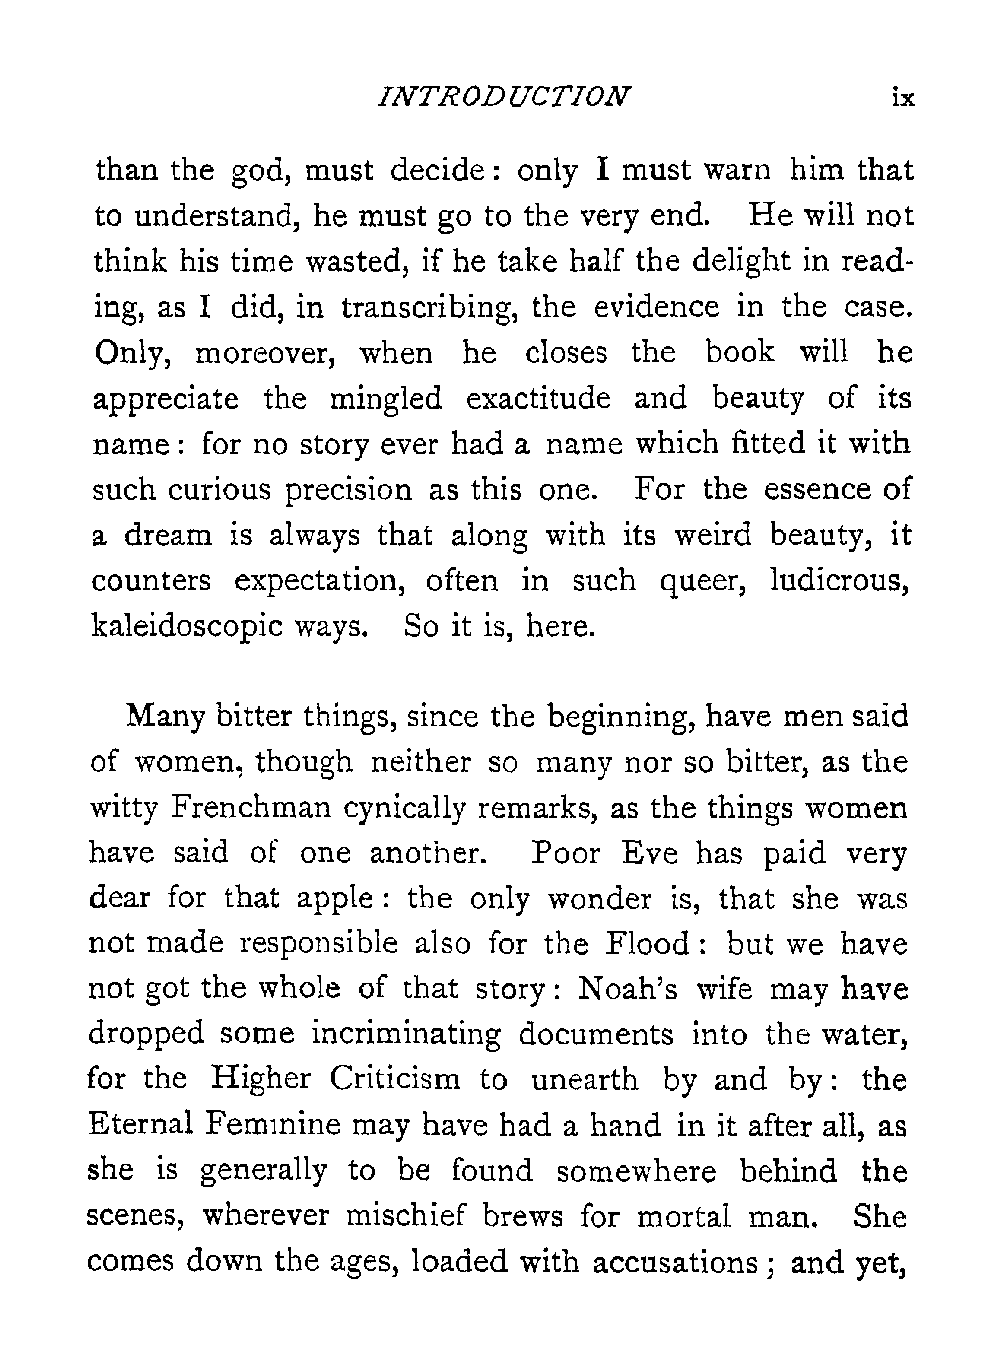 INTRODUCTION ix
than the god, must decide : only I must warn him that
to understand, he must go to the very end. He will not
think his time wasted, if he take half the delight in read-
ing, as I did, in transcribing, the evidence in the case.
Only, moreover, when he closes the book will he
appreciate the mingled exactitude and beauty of its
name : for no story ever had a name which fitted it with
such curious precision as this one. For the essence of
a dream is always that along with its weird beauty, it
counters expectation, often in such queer, ludicrous,
kaleidoscopic ways. So it is, here.
Many bitter things, since the beginning, have men said
of women, though neither so many nor so bitter, as the
witty Frenchman cynically remarks, as the things women
have said of one another. Poor Eve has paid very
dear for that apple : the only wonder is, that she was
not made responsible also for the Flood : but we have
not got the whole of that story : Noah's wife may have
dropped some incriminating documents into the water,
for the Higher Criticism to unearth by and by : the
Eternal Feminine may have had a hand in it after all, as
she is generally to be found somewhere behind the
scenes, wherever mischief brews for mortal man. She
comes down the ages, loaded with accusations ; and yet,